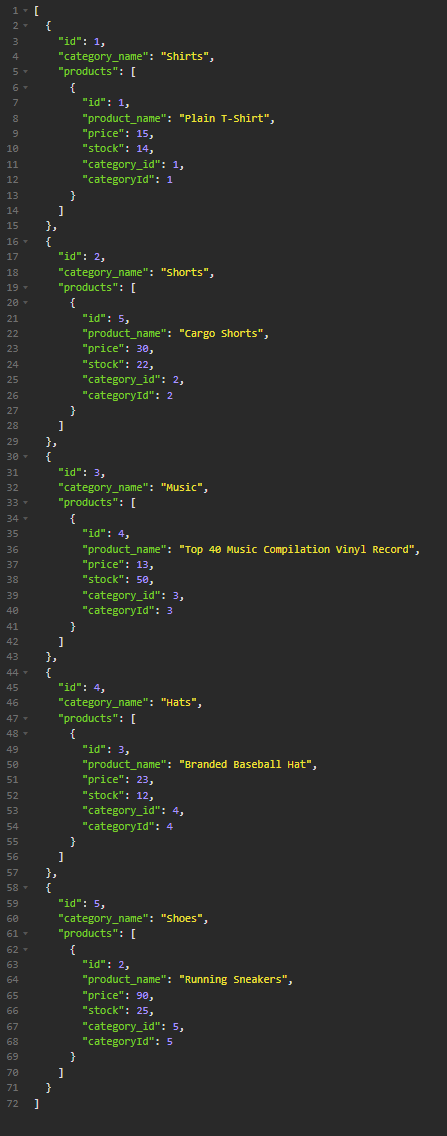 1 [
2 {
3 "id": 1,
4 "category_name": "Shirts",
5 "products": [
6 {
7 "id": 1,
8 "product_name": "Plain T-Shirt",
9 "price": 15,
10 "stock": 14,
11 "category_id": 1,
12 "categoryId": 1
13 }
14 ]
15 },
16 {
17 "id": 2,
18 "category_name": "Shorts",
19 "products": [
20 {
21 "id": 5,
22 "product_name": "Cargo Shorts",
23 "price": 30,
24 "stock": 22,
25 "category_id": 2,
26 "categoryId": 2
27 }
28 ]
29 },
30 {
31 "id": 3,
32 "category_name": "Music",
33 "products": [
34 {
35 "id": 4,
36 "product_name": "Top 40 Music Compilation Vinyl Record",
37 "price": 13,
38 "stock": 50,
39 "category_id": 3,
40 "categoryId": 3
41 }
42 ]
43 },
44 {
45 "id": 4,
46 "category_name": "Hats",
47 "products": [
48 {
49 "id": 3,
50 "product_name": "Branded Baseball Hat",
51 "price": 23,
52 "stock": 12,
53 "category_id": 4,
54 "categoryId": 4
55 }
56 ]
57 },
58 {
59 "id": 5,
60 "category_name": "Shoes",
61 "products": [
62 {
63 "id": 2,
64 "product_name": "Running Sneakers",
65 "price": 90,
66 "stock": 25,
67 "category_id": 5,
68 "categoryId": 5
69 }
70 ]
71 }
72 ]